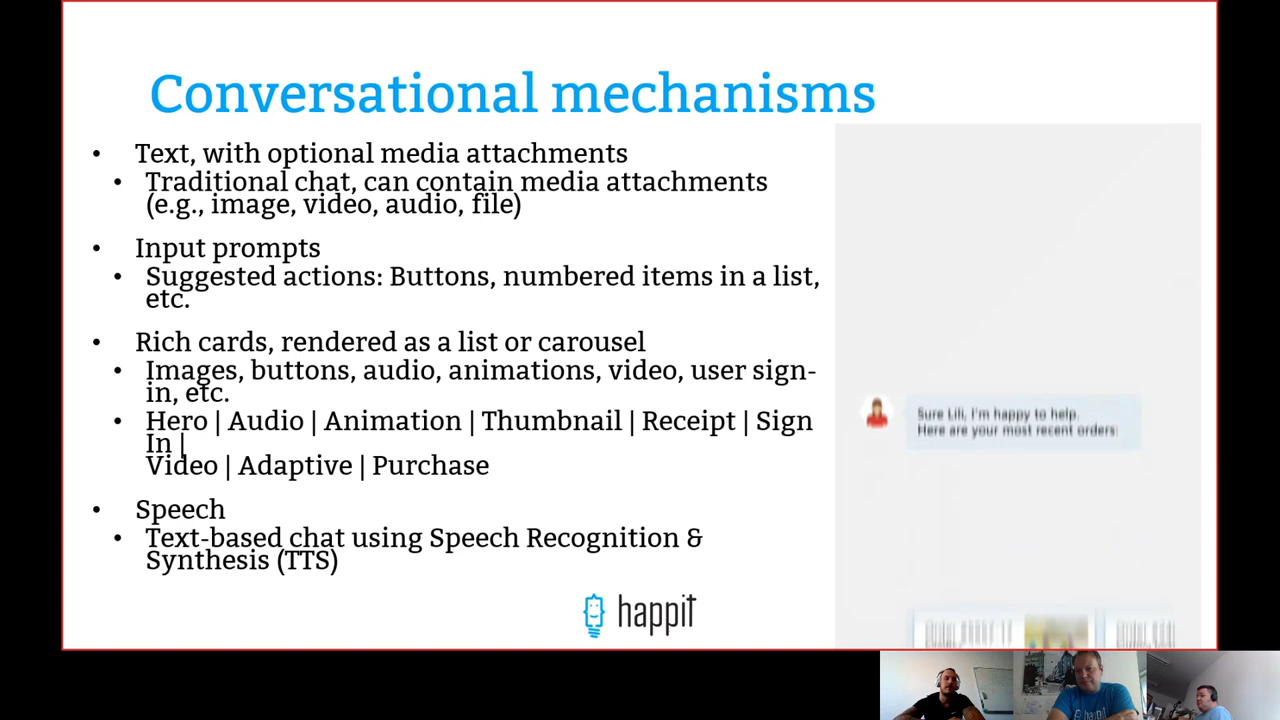 Conversational mechanisms
• Text, with optional media attachments
• Traditional chat, can contain media attachments
(e.g., image, video, audio, file)
• Input prompts
• Suggested actions: Buttons, numbered items in a list,
etc.
• Rich cards, rendered as a list or carousel
• Images, buttons, audio, animations, video, user sign-
in, etc.
• Hero | Audio | Animation | Thumbnail | Receipt | Sign
In |
Video | Adaptive | Purchase
• Speech
• Text-based chat using Speech Recognition &
Synthesis (TTS)
Sure Lili, I'm happy to help.
Here are your most recent orders:
happit
happit